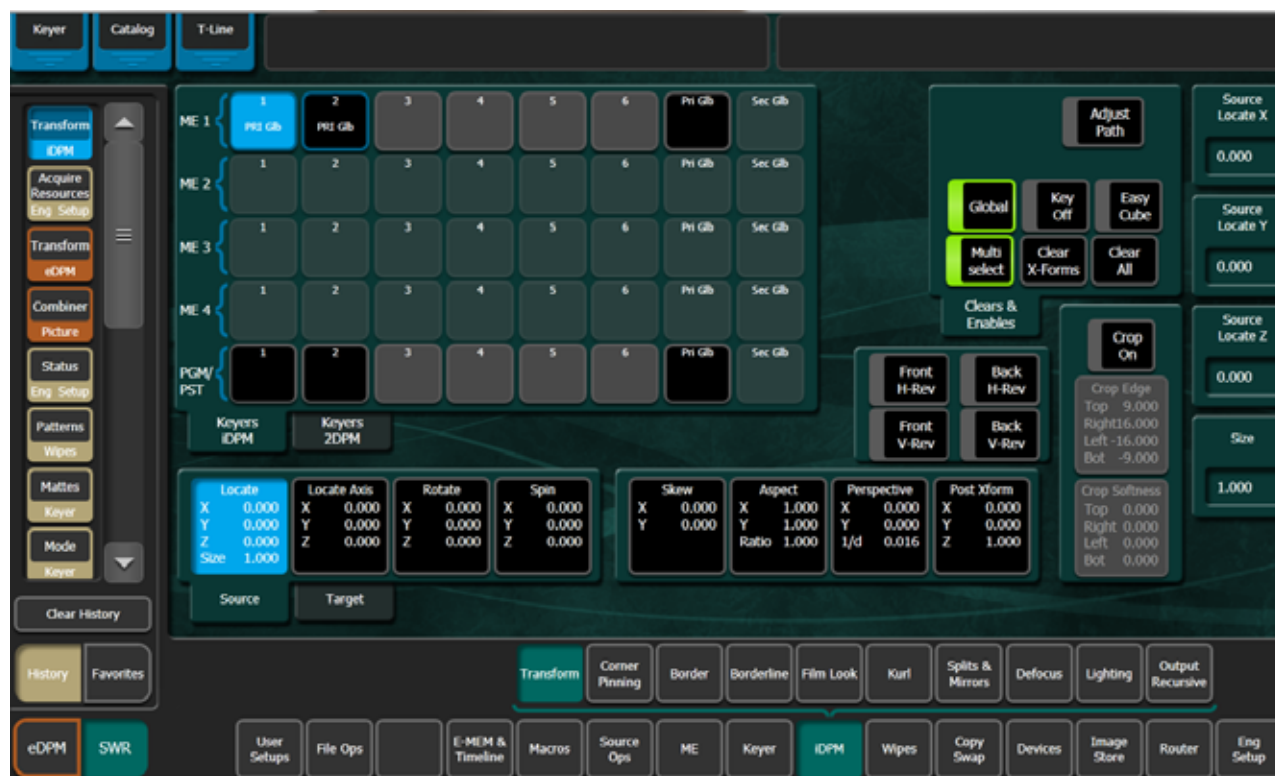 Keyer
Catalog
T-Line
Transform
iDPM
Acquire
Resources
Eng Setup
Transform
eDPM
Combiner
Picture
Status
Eng Setup
Patterns
Wipes
Mattes
Keyer
Mode
Keyer
Clear History
History
Favorites
eDPM
SWR
ME 1
1
PRI Glb
2
PRI Glb
3
4
5
6
Pri Glb
Sec Glb
ME 2
1
2
3
4
5
6
Pri Glb
Sec Glb
ME 3
1
2
3
4
5
6
Pri Glb
Sec Glb
ME 4
1
2
3
4
5
6
Pri Glb
Sec Glb
PGM/
PST
1
2
3
4
5
6
Pri Glb
Sec Glb
Keyers
iDPM
Keyers
2DPM
Adjust
Path
Global
Key
Off
Easy
Cube
Multi
select
Clear
X-Forms
Clear
All
Clears &
Enables
Front
H-Rev
Back
H-Rev
Front
V-Rev
Back
V-Rev
Crop
On
Crop Edge
Top 9.000
Right 16.000
Left -16.000
Bot -9.000
Crop Softness
Top 0.000
Right 0.000
Left 0.000
Bot 0.000
Source
Locate X
0.000
Source
Locate Y
0.000
Source
Locate Z
0.000
Size
1.000
Locate
X 0.000
Y 0.000
Z 0.000
Size 1.000
Locate Axis
X 0.000
Y 0.000
Z 0.000
Rotate
X 0.000
Y 0.000
Z 0.000
Spin
X 0.000
Y 0.000
Z 0.000
Skew
X 0.000
Y 0.000
Aspect
X 1.000
Y 1.000
Ratio 1.000
Perspective
X 0.000
Y 0.000
1/d 0.016
Post Xform
X 0.000
Y 0.000
Z 1.000
Source
Target
Transform
Corner
Pinning
Border
Borderline
Film Look
Kurl
Splits &
Mirrors
Defocus
Lighting
Output
Recursive
User
Setups
File Ops
E-MEM &
Timeline
Macros
Source
Ops
ME
Keyer
iDPM
Wipes
Copy
Swap
Devices
Image
Store
Router
Eng
Setup